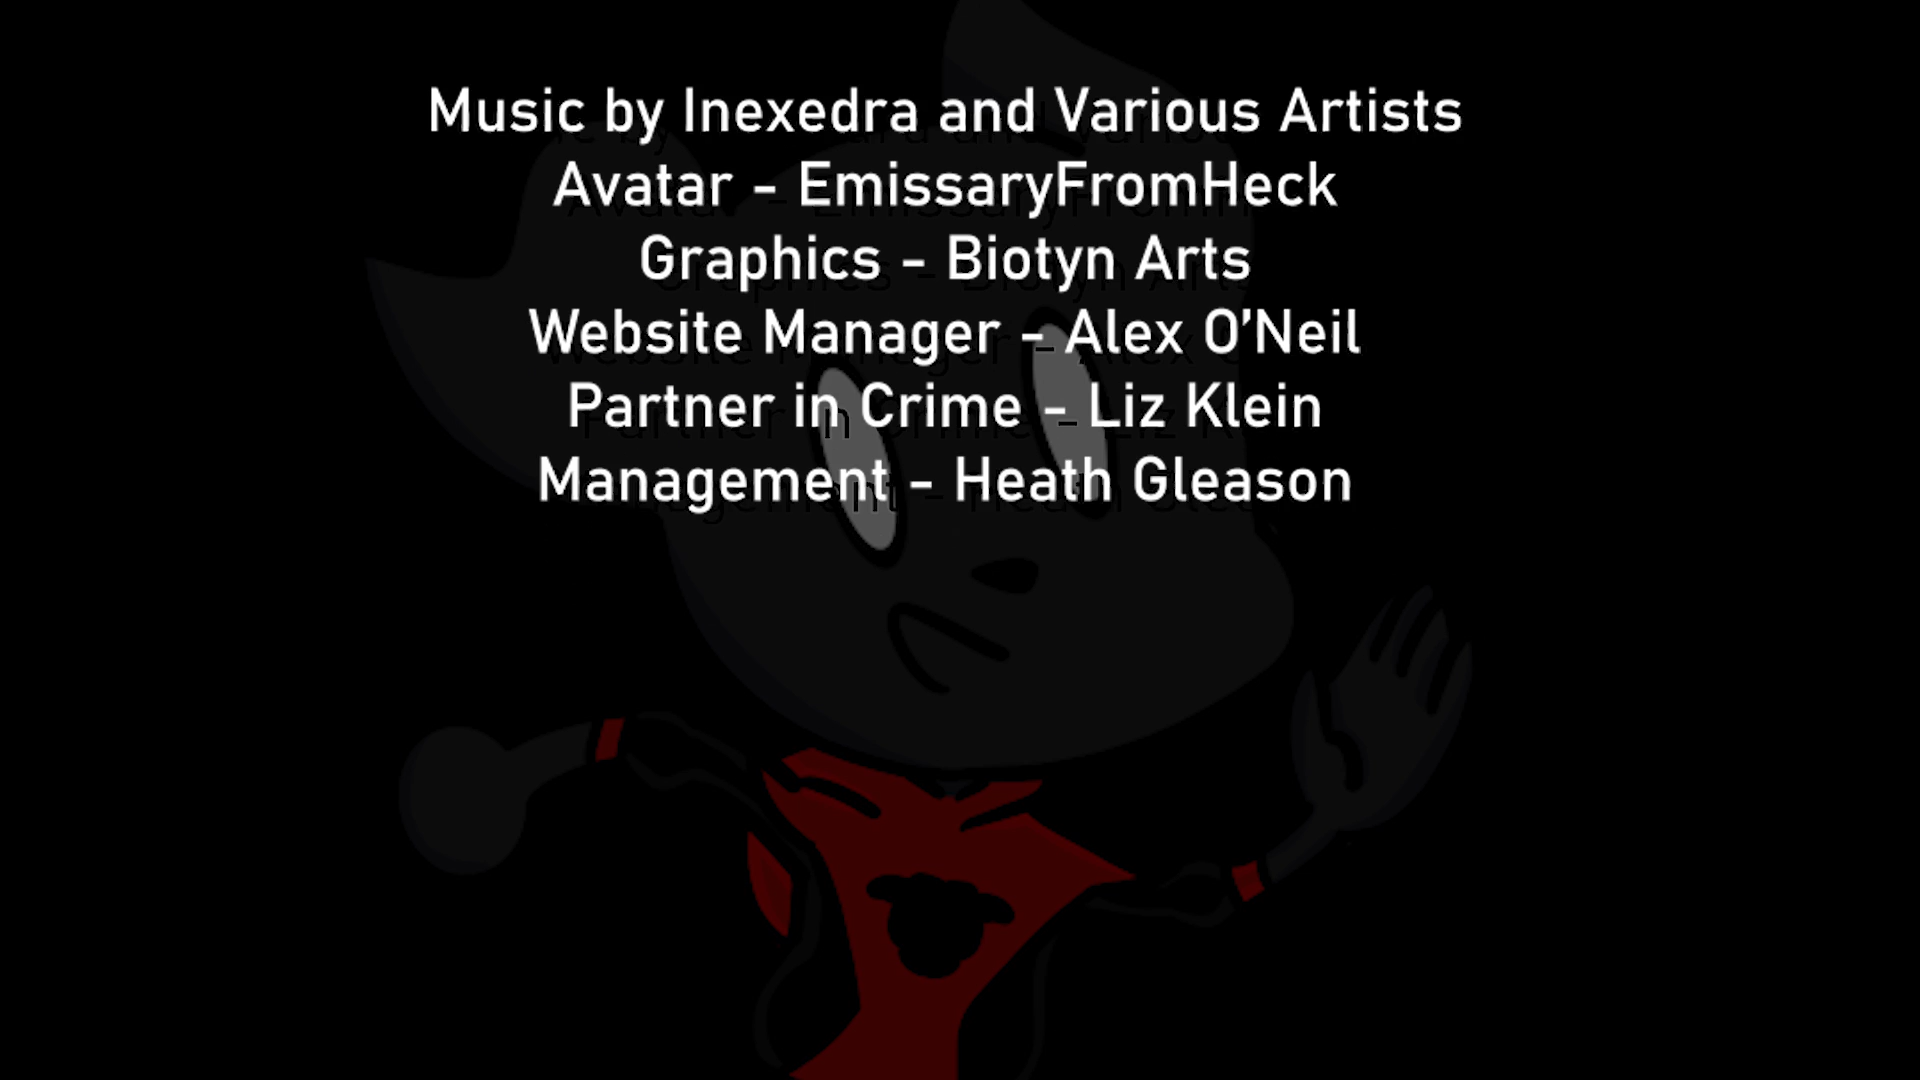 Music by Inexedra and Various Artists
Avatar - EmissaryFromHeck
Graphics - Biotyn Arts
Website Manager - Alex O’Neil
Partner in Crime - Liz Klein
Management - Heath Gleason